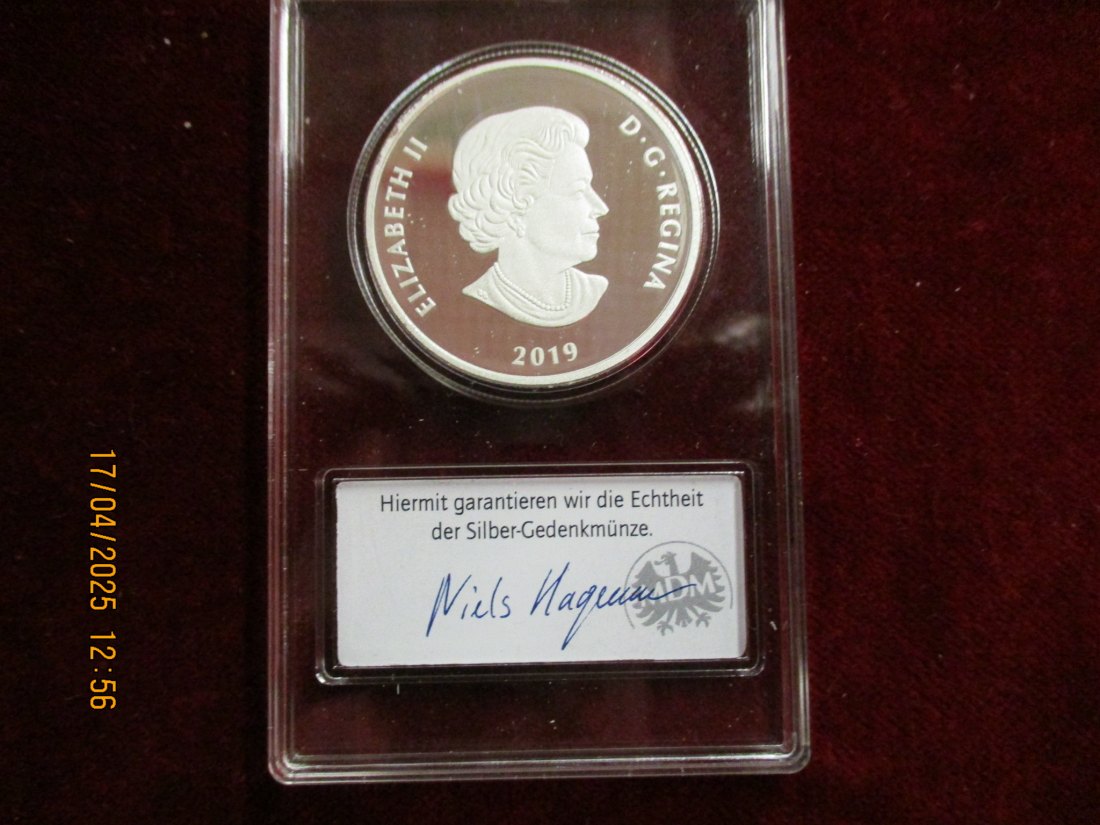 ELIZABETH II
D·G·REGINA
2019
Hiermit garantieren wir die Echtheit
der Silber-Gedenkmünze.
Niels
MDM
17/04/2025 12:56